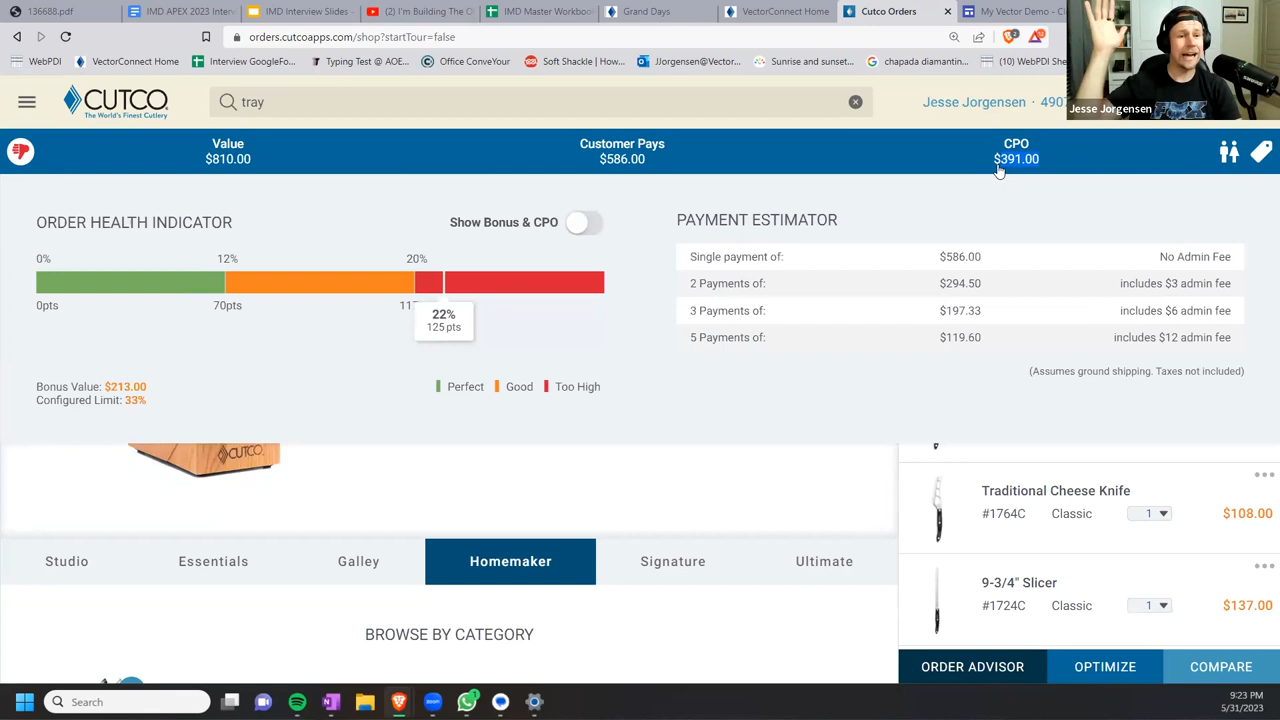 136688.pdf
IMD APEX 2023 Interv
IMD Interview Slides -
(2) I'm Building The O
IMD Master Workboo
Grand Days
VectorConnect Home
Cutco Orders
My Vector Demo - Cl
orders.cutcoapps.com/shop?startTour=false
WebPDI
VectorConnect Home
Interview GoogleFo...
Typing Test @ AOE...
Office CorrectYour
Soft Shackle | How...
JJorgensen@Vector...
Sunrise and sunset...
chapada diamantin...
(10) WebPDI She
CUTCO
The World's Finest Cutlery
tray
Jesse Jorgensen · 490
Jesse Jorgensen
Value
$810.00
Customer Pays
$586.00
CPO
$391.00
ORDER HEALTH INDICATOR
Show Bonus & CPO
0%
12%
20%
0pts
70pts
117
22%
125 pts
Bonus Value: $213.00
Configured Limit: 33%
Perfect
Good
Too High
PAYMENT ESTIMATOR
Single payment of: $586.00 No Admin Fee
2 Payments of: $294.50 includes $3 admin fee
3 Payments of: $197.33 includes $6 admin fee
5 Payments of: $119.60 includes $12 admin fee
(Assumes ground shipping. Taxes not included)
CUTCO
Traditional Cheese Knife
#1764C Classic 1 $108.00
9-3/4" Slicer
#1724C Classic 1 $137.00
Studio
Essentials
Galley
Homemaker
Signature
Ultimate
BROWSE BY CATEGORY
ORDER ADVISOR
OPTIMIZE
COMPARE
Search
9:23 PM
5/31/2023